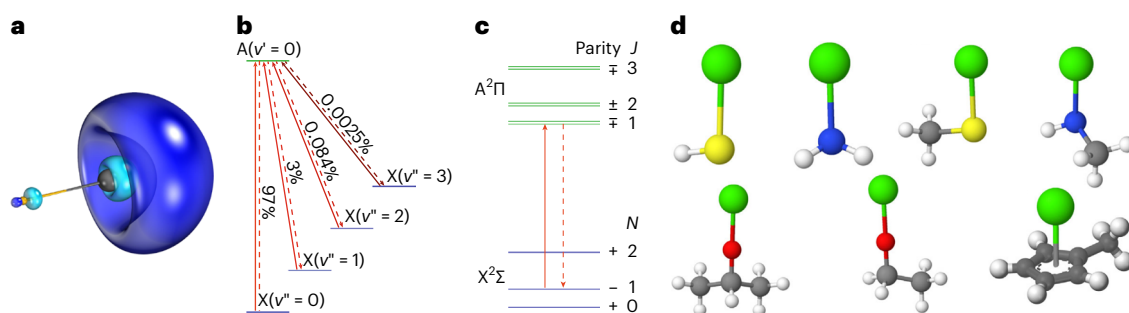 a
b
A(v' = 0)
97%
3%
0.084%
0.0025%
X(v" = 3)
X(v" = 2)
X(v" = 1)
X(v" = 0)
c
Parity J
∓ 3
A²Π
± 2
∓ 1
N
+ 2
X²Σ
− 1
+ 0
d